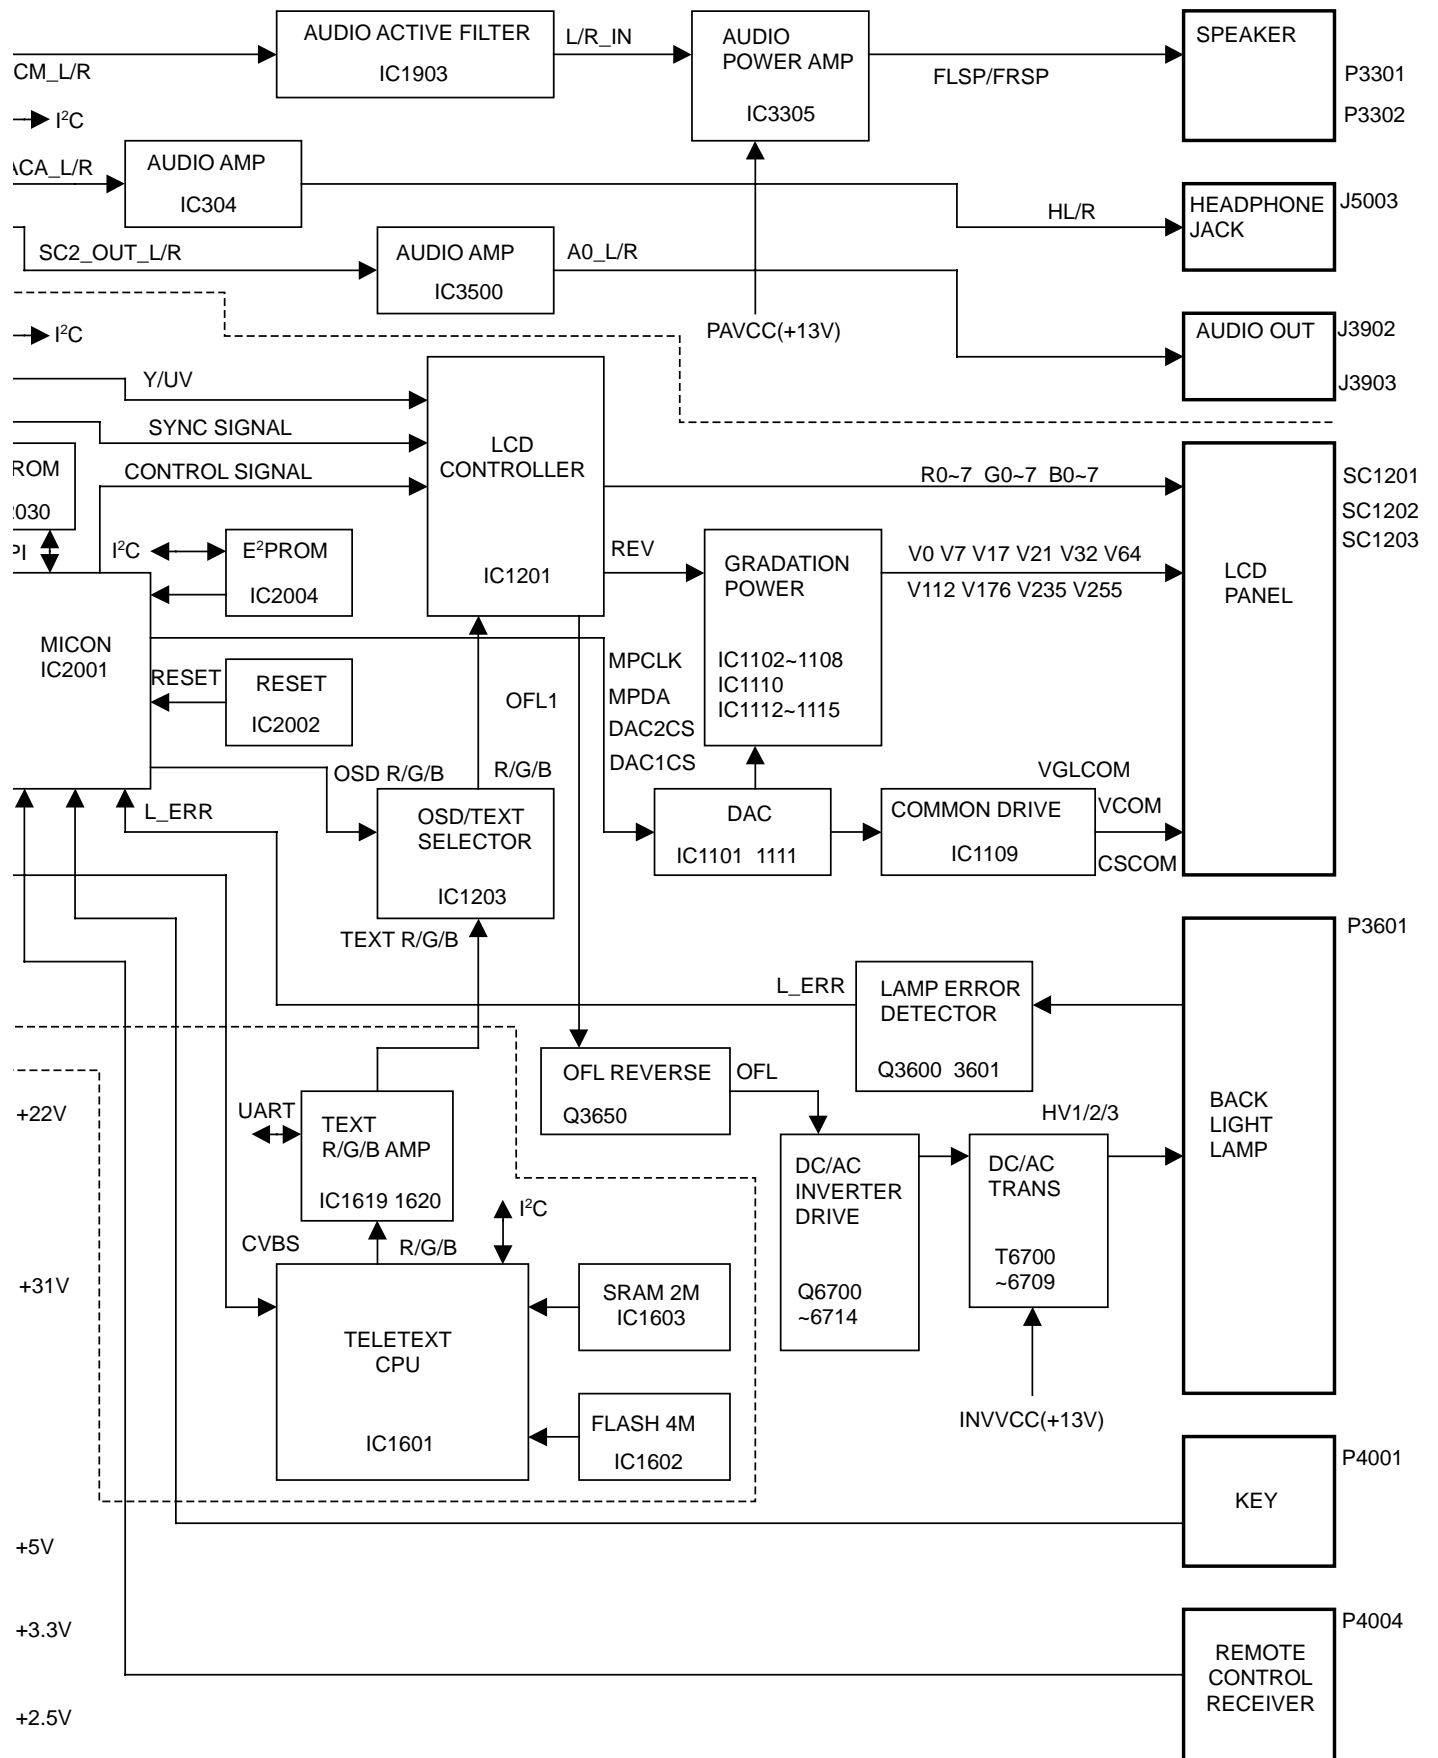 AUDIO ACTIVE FILTER
IC1903
L/R_IN
AUDIO
POWER AMP
IC3305
FLSP/FRSP
SPEAKER
P3301
P3302
CM_L/R
I²C
ACA_L/R
AUDIO AMP
IC304
HL/R
HEADPHONE
JACK
J5003
SC2_OUT_L/R
AUDIO AMP
IC3500
A0_L/R
PAVCC(+13V)
AUDIO OUT
J3902
J3903
I²C
Y/UV
SYNC SIGNAL
CONTROL SIGNAL
LCD
CONTROLLER
IC1201
ROM
2030
PI
I²C
E²PROM
IC2004
R0~7 G0~7 B0~7
REV
GRADATION
POWER
IC1102~1108
IC1110
IC1112~1115
V0 V7 V17 V21 V32 V64
V112 V176 V235 V255
LCD
PANEL
SC1201
SC1202
SC1203
MICON
IC2001
RESET
RESET
IC2002
OFL1
MPCLK
MPDA
DAC2CS
DAC1CS
OSD R/G/B
R/G/B
L_ERR
OSD/TEXT
SELECTOR
IC1203
DAC
IC1101 1111
COMMON DRIVE
IC1109
VGLCOM
VCOM
CSCOM
TEXT R/G/B
L_ERR
LAMP ERROR
DETECTOR
Q3600 3601
P3601
BACK
LIGHT
LAMP
OFL REVERSE
Q3650
OFL
+22V
UART
TEXT
R/G/B AMP
IC1619 1620
DC/AC
INVERTER
DRIVE
Q6700
~6714
HV1/2/3
DC/AC
TRANS
T6700
~6709
I²C
CVBS
R/G/B
+31V
TELETEXT
CPU
IC1601
SRAM 2M
IC1603
FLASH 4M
IC1602
INVVCC(+13V)
P4001
KEY
+5V
+3.3V
P4004
REMOTE
CONTROL
RECEIVER
+2.5V